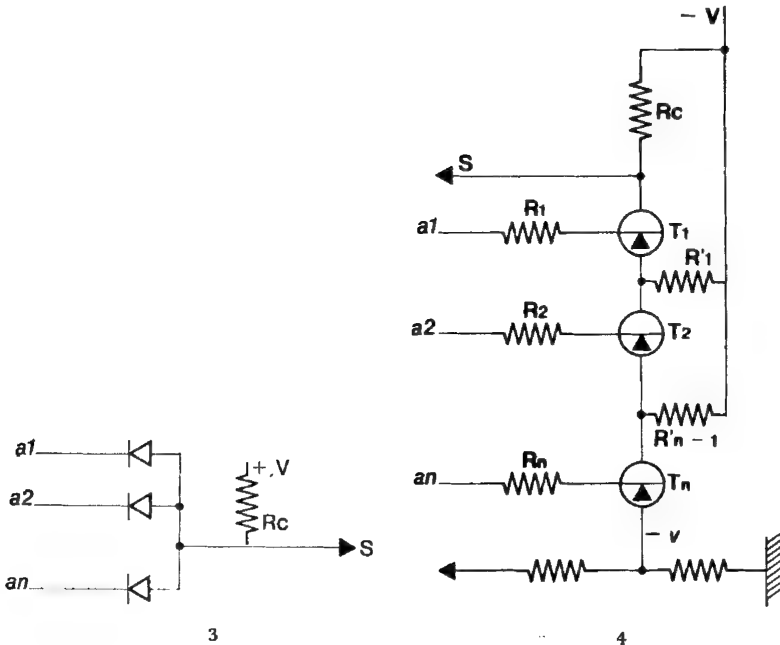 − V
Rc
S
a1
R1
T1
R'1
a2
R2
T2
R'n − 1
an
Rn
Tn
− v
a1
a2
an
+.V
Rc
S
3
4